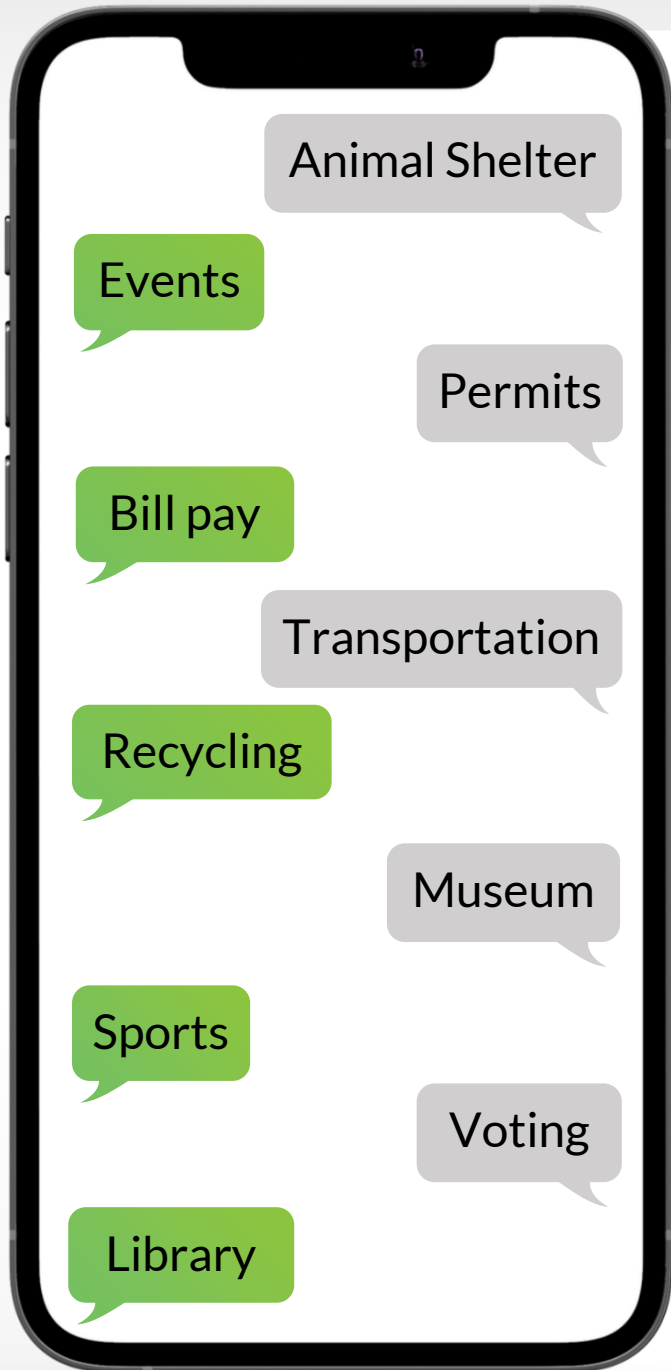 Animal Shelter
Events
Permits
Bill pay
Transportation
Recycling
Museum
Sports
Voting
Library